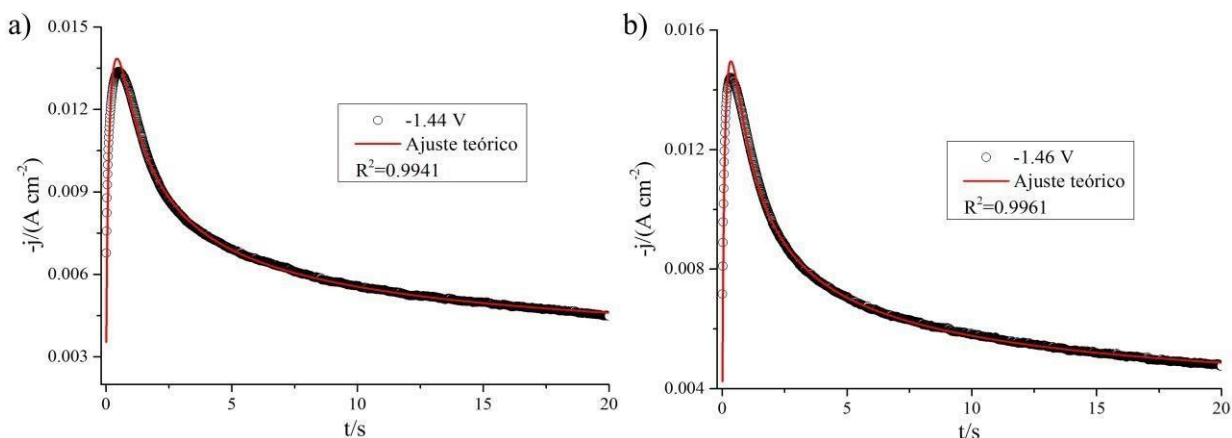 a)
0.015
0.012
0.009
0.006
0.003
-j/(A cm⁻²)
-1.44 V
Ajuste teórico
R²=0.9941
0
5
10
15
20
t/s
b)
0.016
0.012
0.008
0.004
-j/(A cm⁻²)
-1.46 V
Ajuste teórico
R²=0.9961
0
5
10
15
20
t/s